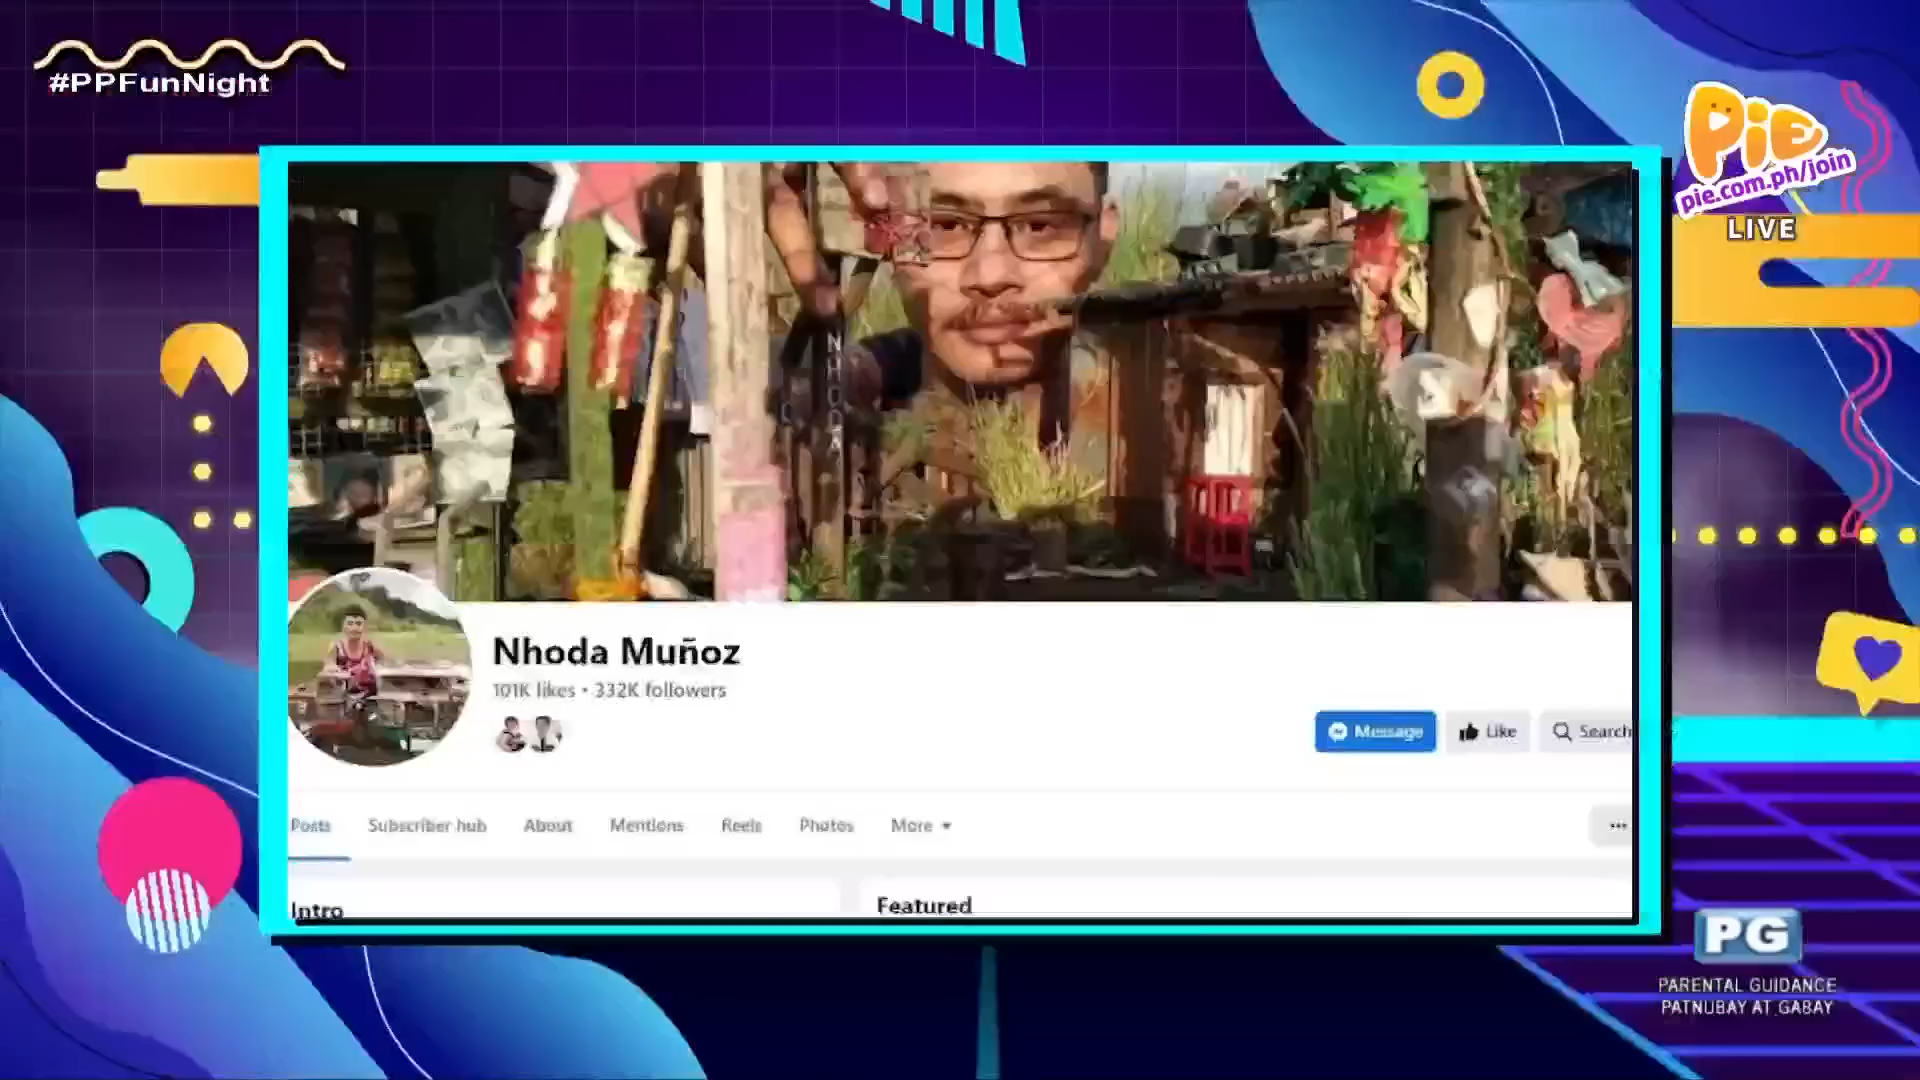 #PPFunNight
Pie
pie.com.ph/join
LIVE
NHODA
Nhoda Muñoz
101K likes • 332K followers
Message
Like
Search
Posts
Subscriber hub
About
Mentions
Reels
Photos
More
Intro
Featured
PG
PARENTAL GUIDANCE
PATNUBAY AT GABAY